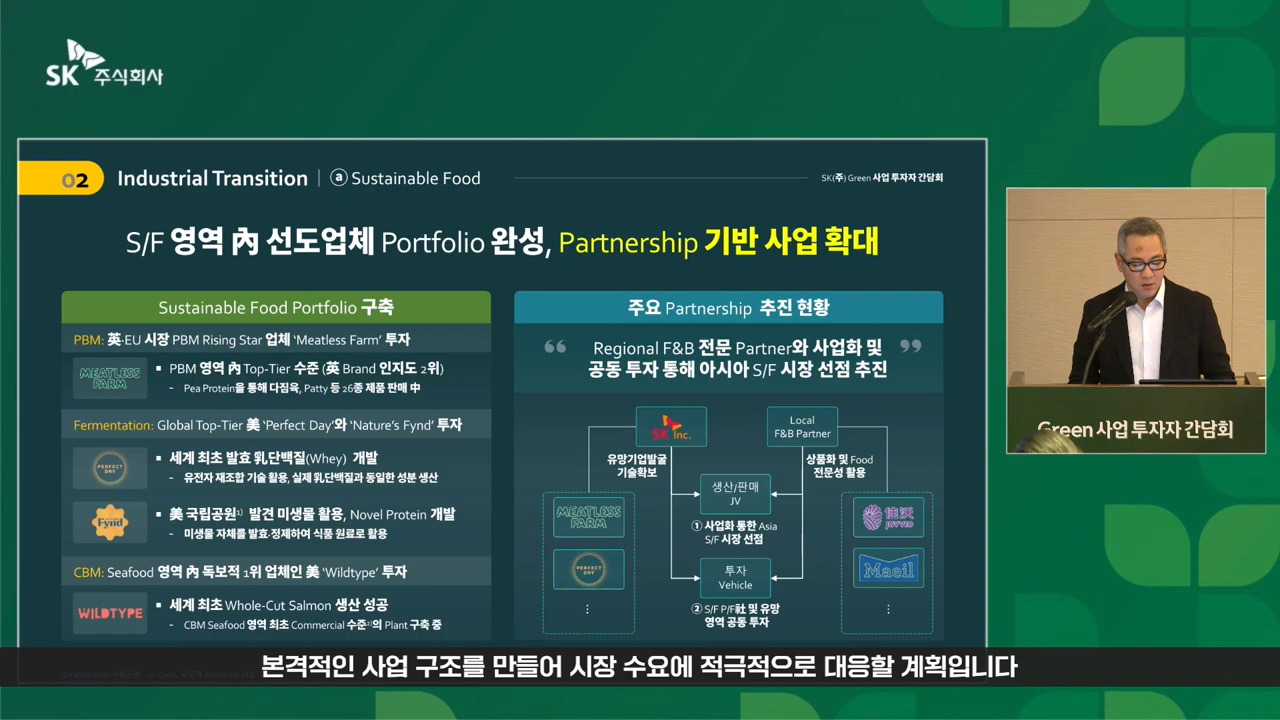 SK 주식회사
02 Industrial Transition | ⓐ Sustainable Food
SK(주) Green 사업 투자자 간담회
S/F 영역 內 선도업체 Portfolio 완성, Partnership 기반 사업 확대
Sustainable Food Portfolio 구축
PBM: 英·EU 시장 PBM Rising Star 업체 ‘Meatless Farm’ 투자
MEATLESS FARM
▪ PBM 영역 內 Top-Tier 수준 (英 Brand 인지도 2위)
- Pea Protein을 통해 다짐육, Patty 등 26종 제품 판매 中
Fermentation: Global Top-Tier 美 ‘Perfect Day’와 ‘Nature’s Fynd’ 투자
PERFECT DAY
▪ 세계 최초 발효 乳단백질(Whey) 개발
- 유전자 재조합 기술 활용, 실제 乳단백질과 동일한 성분 생산
Fynd
▪ 美 국립공원¹⁾ 발견 미생물 활용, Novel Protein 개발
- 미생물 자체를 발효·정제하여 식품 원료로 활용
CBM: Seafood 영역 內 독보적 1위 업체인 美 ‘Wildtype’ 투자
WILDTYPE
▪ 세계 최초 Whole-Cut Salmon 생산 성공
- CBM Seafood 영역 최초 Commercial 수준²⁾의 Plant 구축 중
주요 Partnership 추진 현황
“ Regional F&B 전문 Partner와 사업화 및 ”
공동 투자 통해 아시아 S/F 시장 선점 추진
SK Inc.
Local
F&B Partner
유망기업발굴
기술확보
상품화 및 Food
전문성 활용
생산/판매
JV
① 사업화 통한 Asia
S/F 시장 선점
투자
Vehicle
② S/F P/F社 및 유망
영역 공동 투자
MEATLESS FARM
PERFECT DAY
⋮
佳沃
JOYVIO
Maeil
⋮
Green 사업 투자자 간담회
본격적인 사업 구조를 만들어 시장 수요에 적극적으로 대응할 계획입니다